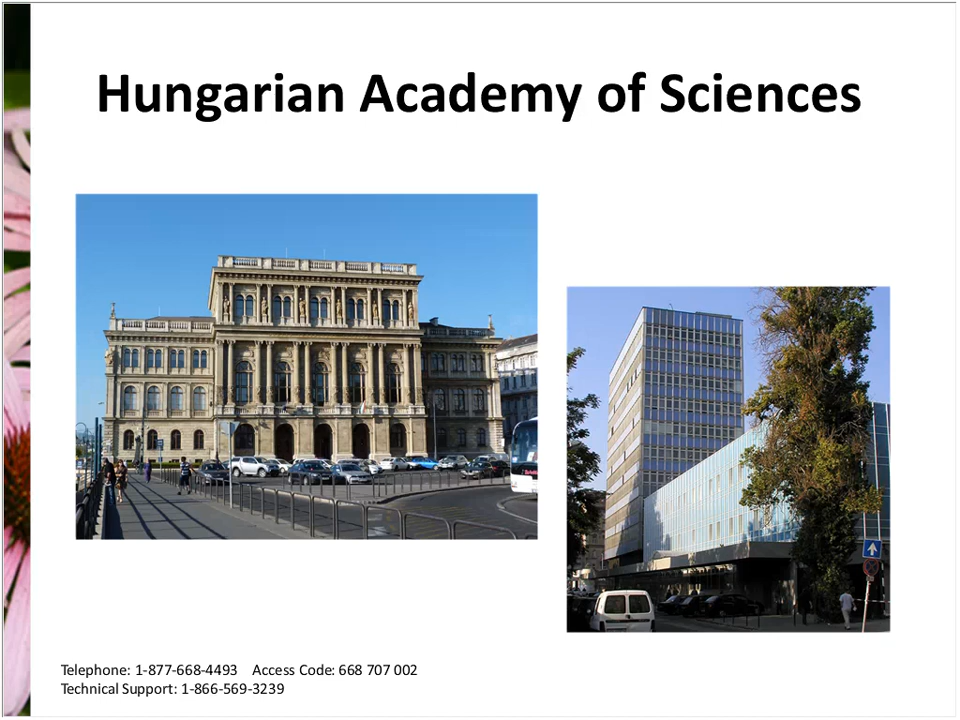 Hungarian Academy of Sciences
Telephone: 1-877-668-4493 Access Code: 668 707 002
Technical Support: 1-866-569-3239